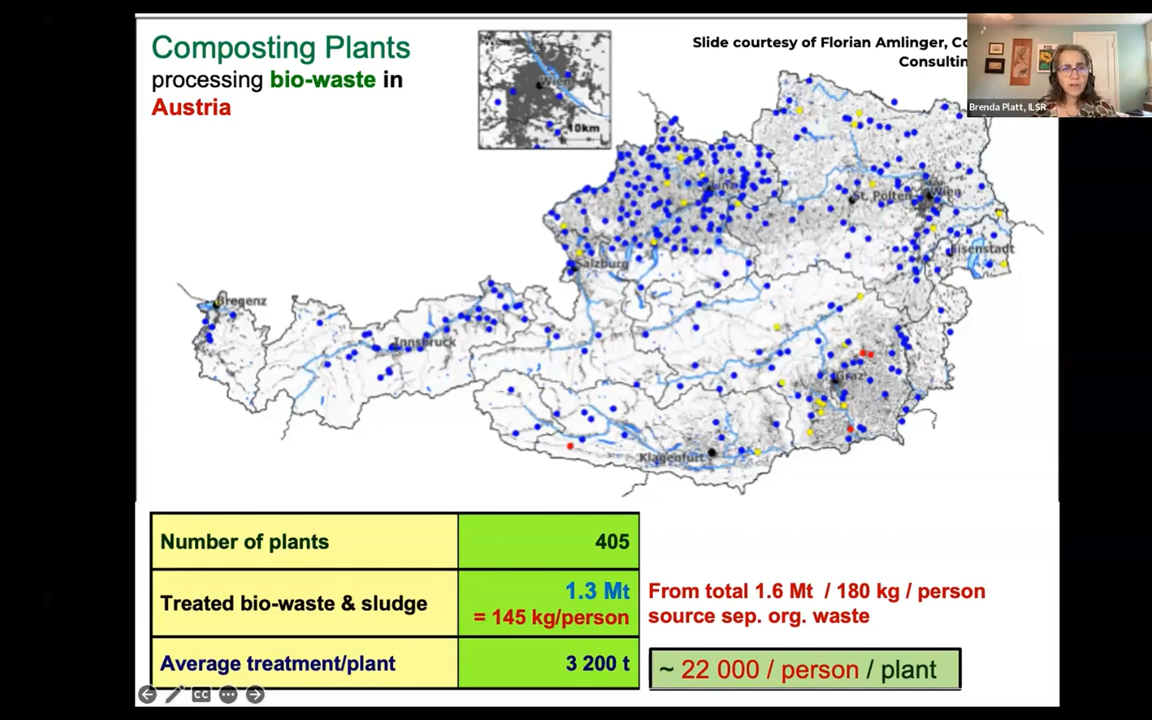 Composting Plants
processing bio-waste in
Austria
Wien
10km
Slide courtesy of Florian Amlinger,
Consultin
Brenda Platt, ILSR
Linz
St. Pölten
Wien
Eisenstadt
Salzburg
Bregenz
Innsbruck
Graz
Klagenfurt
Number of plants 405
Treated bio-waste & sludge 1.3 Mt
= 145 kg/person
From total 1.6 Mt / 180 kg / person
source sep. org. waste
Average treatment/plant 3 200 t
~ 22 000 / person / plant
CC